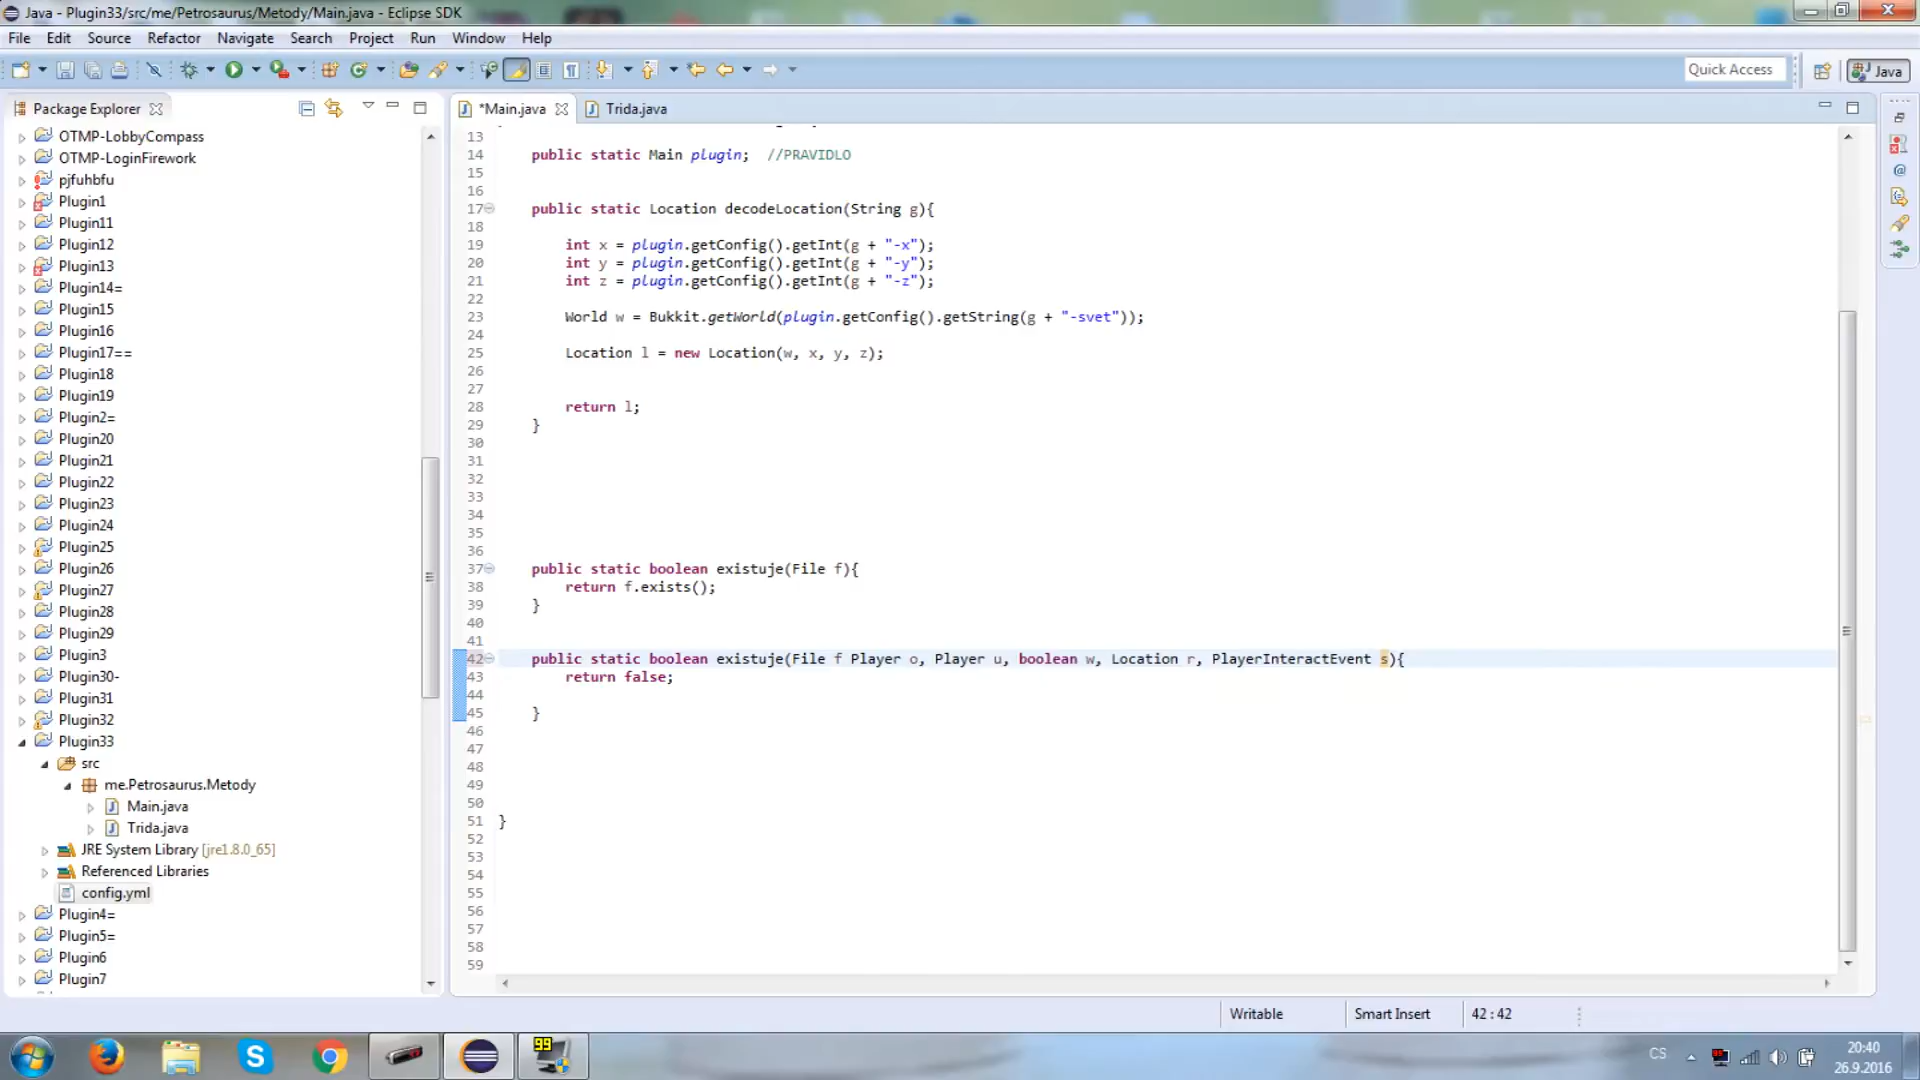 Java - Plugin33/src/me/Petrosaurus/Metody/Main.java - Eclipse SDK
File Edit Source Refactor Navigate Search Project Run Window Help
Quick Access
Java
Package Explorer
OTMP-LobbyCompass
OTMP-LoginFirework
pjfuhbfu
Plugin1
Plugin11
Plugin12
Plugin13
Plugin14=
Plugin15
Plugin16
Plugin17==
Plugin18
Plugin19
Plugin2=
Plugin20
Plugin21
Plugin22
Plugin23
Plugin24
Plugin25
Plugin26
Plugin27
Plugin28
Plugin29
Plugin3
Plugin30-
Plugin31
Plugin32
Plugin33
src
me.Petrosaurus.Metody
Main.java
Trida.java
JRE System Library [jre1.8.0_65]
Referenced Libraries
config.yml
Plugin4=
Plugin5=
Plugin6
Plugin7
*Main.java Trida.java
13
14 public static Main plugin; //PRAVIDLO
15
16
17 public static Location decodeLocation(String g){
18
19 int x = plugin.getConfig().getInt(g + "-x");
20 int y = plugin.getConfig().getInt(g + "-y");
21 int z = plugin.getConfig().getInt(g + "-z");
22
23 World w = Bukkit.getWorld(plugin.getConfig().getString(g + "-svet"));
24
25 Location l = new Location(w, x, y, z);
26
27
28 return l;
29 }
30
31
32
33
34
35
36
37 public static boolean existuje(File f){
38 return f.exists();
39 }
40
41
42 public static boolean existuje(File f Player o, Player u, boolean w, Location r, PlayerInteractEvent s){
43 return false;
44
45 }
46
47
48
49
50
51 }
52
53
54
55
56
57
58
59
Writable Smart Insert 42 : 42
99
CS
20:40
26.9.2016